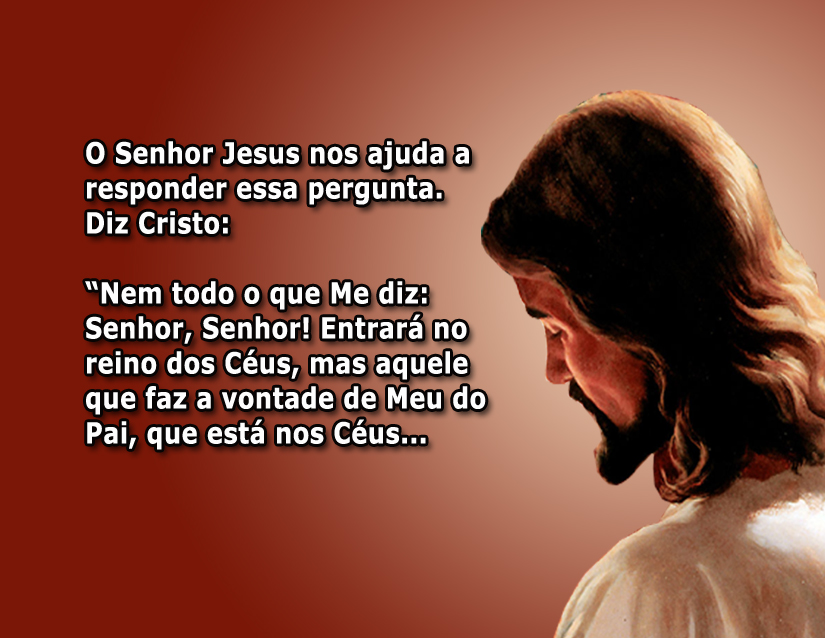 O Senhor Jesus nos ajuda a
responder essa pergunta.
Diz Cristo:
“Nem todo o que Me diz:
Senhor, Senhor! Entrará no
reino dos Céus, mas aquele
que faz a vontade de Meu do
Pai, que está nos Céus...